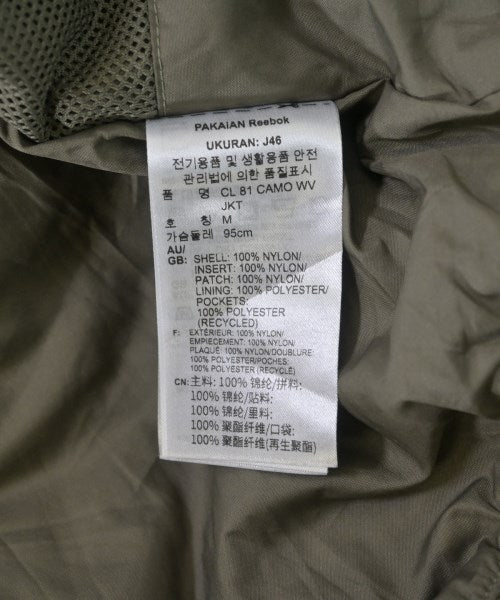 PAKAIAN Reebok
UKURAN: J46
전기용품 및 생활용품 안전
관리법에 의한 품질표시
품 명 CL 81 CAMO WV
JKT
호 칭 M
가슴둘레 95cm
AU/
GB: SHELL: 100% NYLON/
INSERT: 100% NYLON/
PATCH: 100% NYLON/
LINING: 100% POLYESTER/
POCKETS:
100% POLYESTER
(RECYCLED)
F: EXTÉRIEUR: 100% NYLON/
EMPIECEMENT: 100% NYLON/
PLAQUÉ: 100% NYLON/DOUBLURE:
100% POLYESTER/POCHES:
100% POLYESTER (RECYCLÉ)
CN: 主料: 100% 锦纶/拼料:
100% 锦纶/贴料:
100% 锦纶/里料:
100% 聚酯纤维/口袋:
100% 聚酯纤维(再生聚酯)